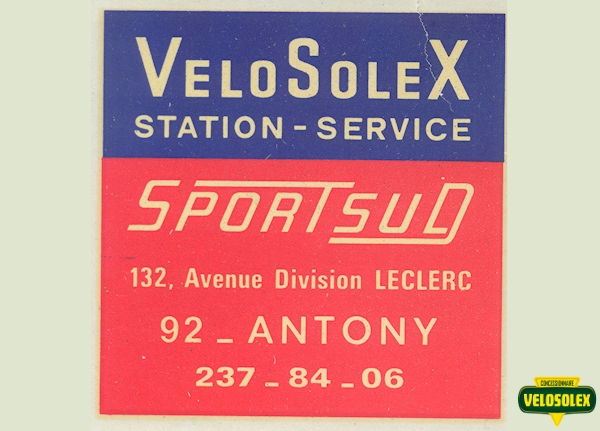 VELOSOLEX
STATION - SERVICE
SPORTSUD
132, Avenue Division LECLERC
92 _ ANTONY
237 _ 84 _ 06
CONCESSIONNAIRE
VELOSOLEX